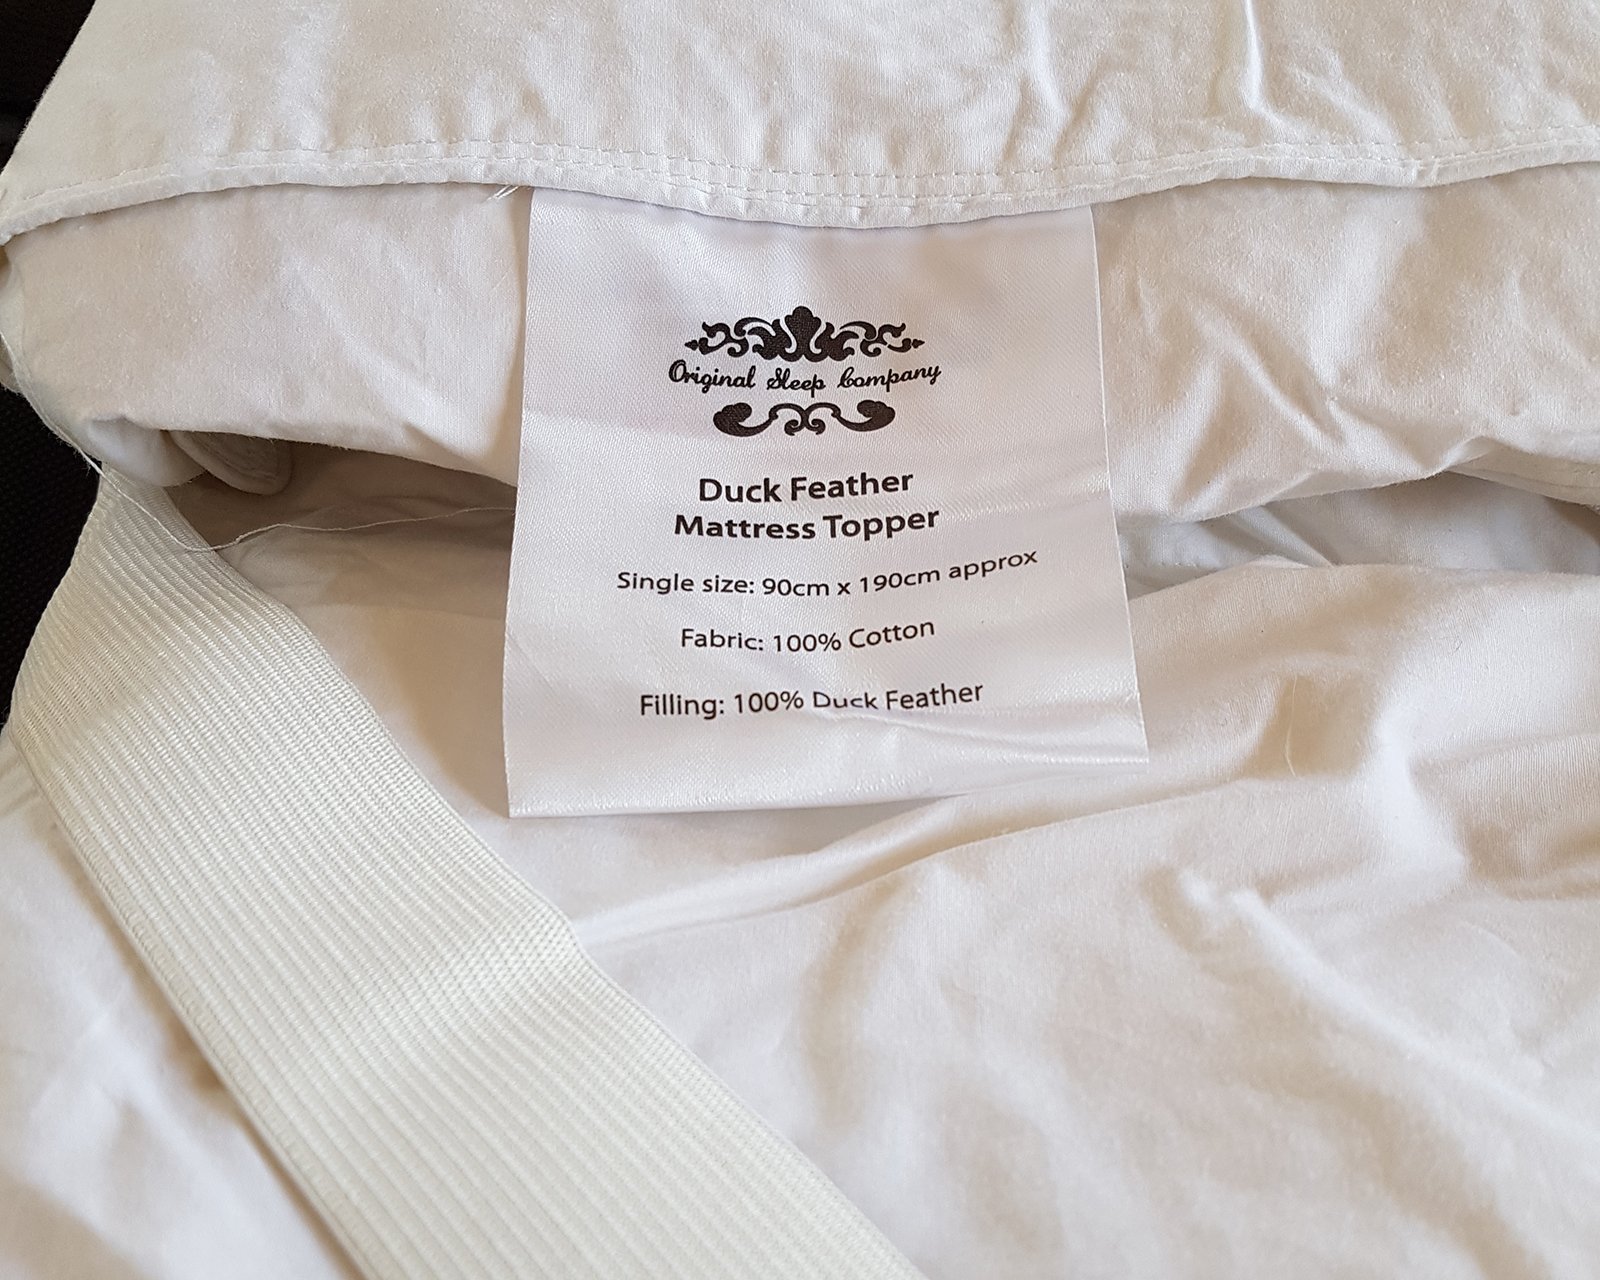 Original Sleep Company
Duck Feather
Mattress Topper
Single size: 90cm x 190cm approx
Fabric: 100% Cotton
Filling: 100% Duck Feather